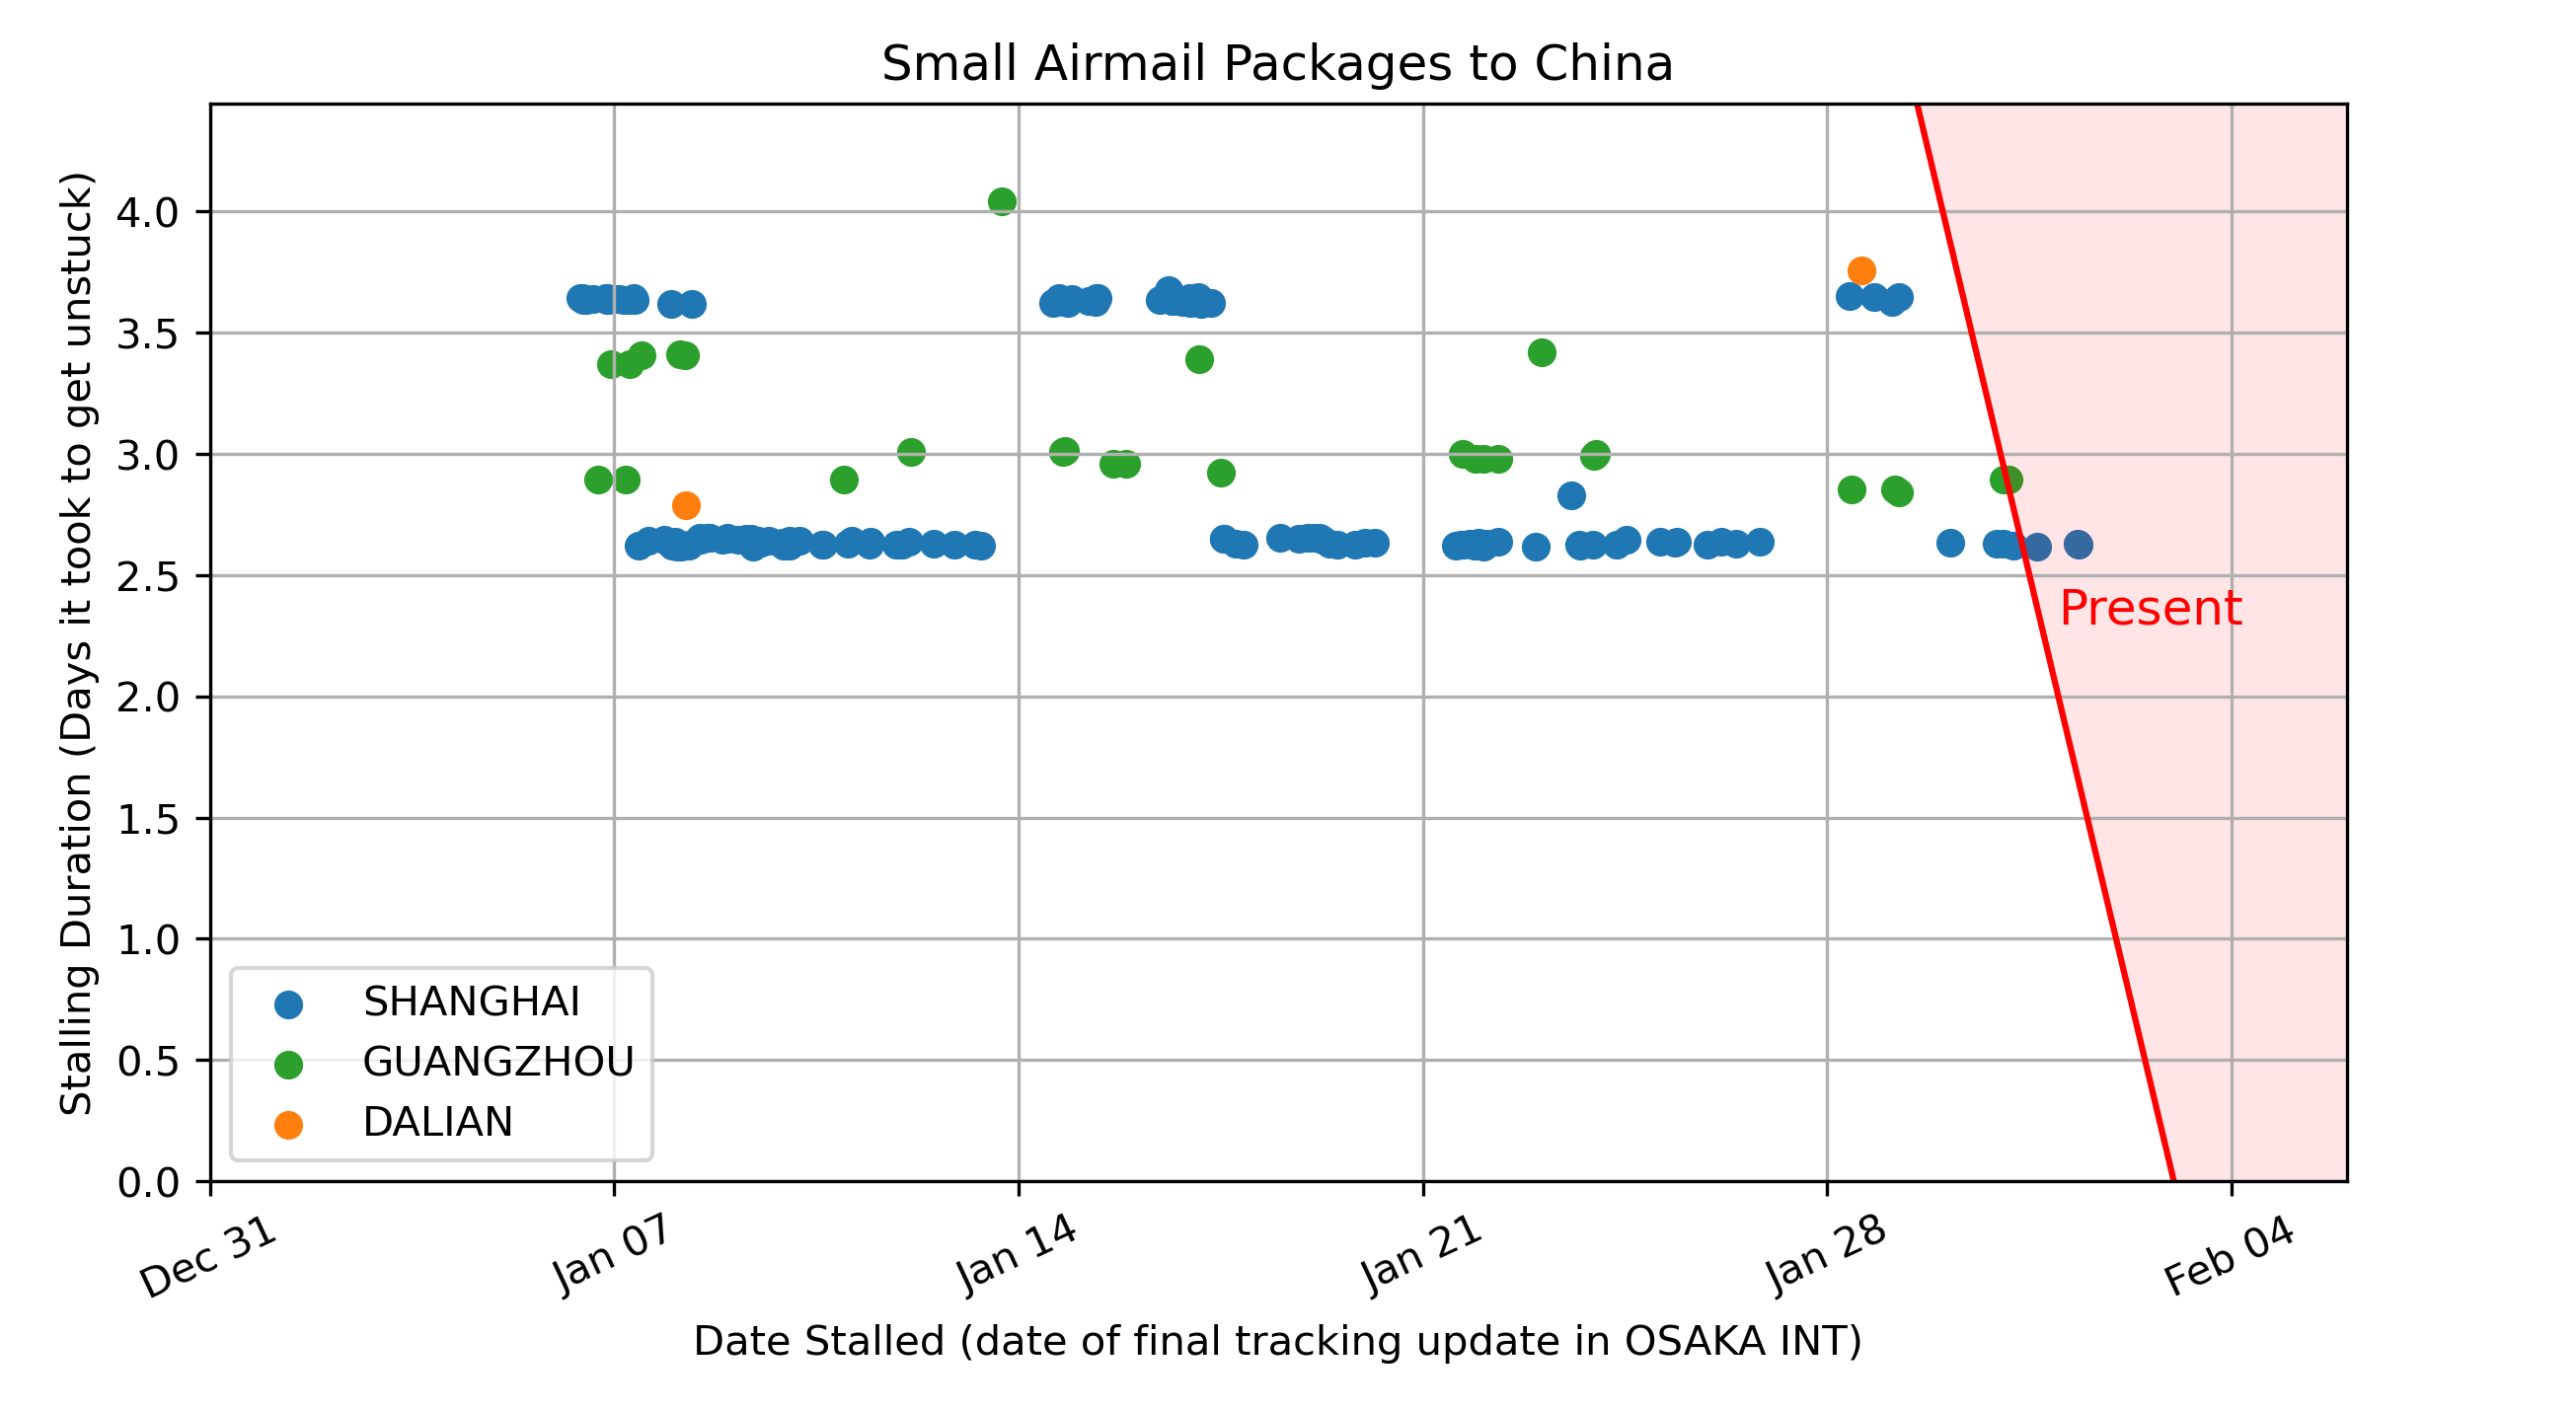 Small Airmail Packages to China
Stalling Duration (Days it took to get unstuck)
4.0
3.5
3.0
2.5
2.0
1.5
1.0
0.5
0.0
Present
SHANGHAI
GUANGZHOU
DALIAN
Dec 31
Jan 07
Jan 14
Jan 21
Jan 28
Feb 04
Date Stalled (date of final tracking update in OSAKA INT)